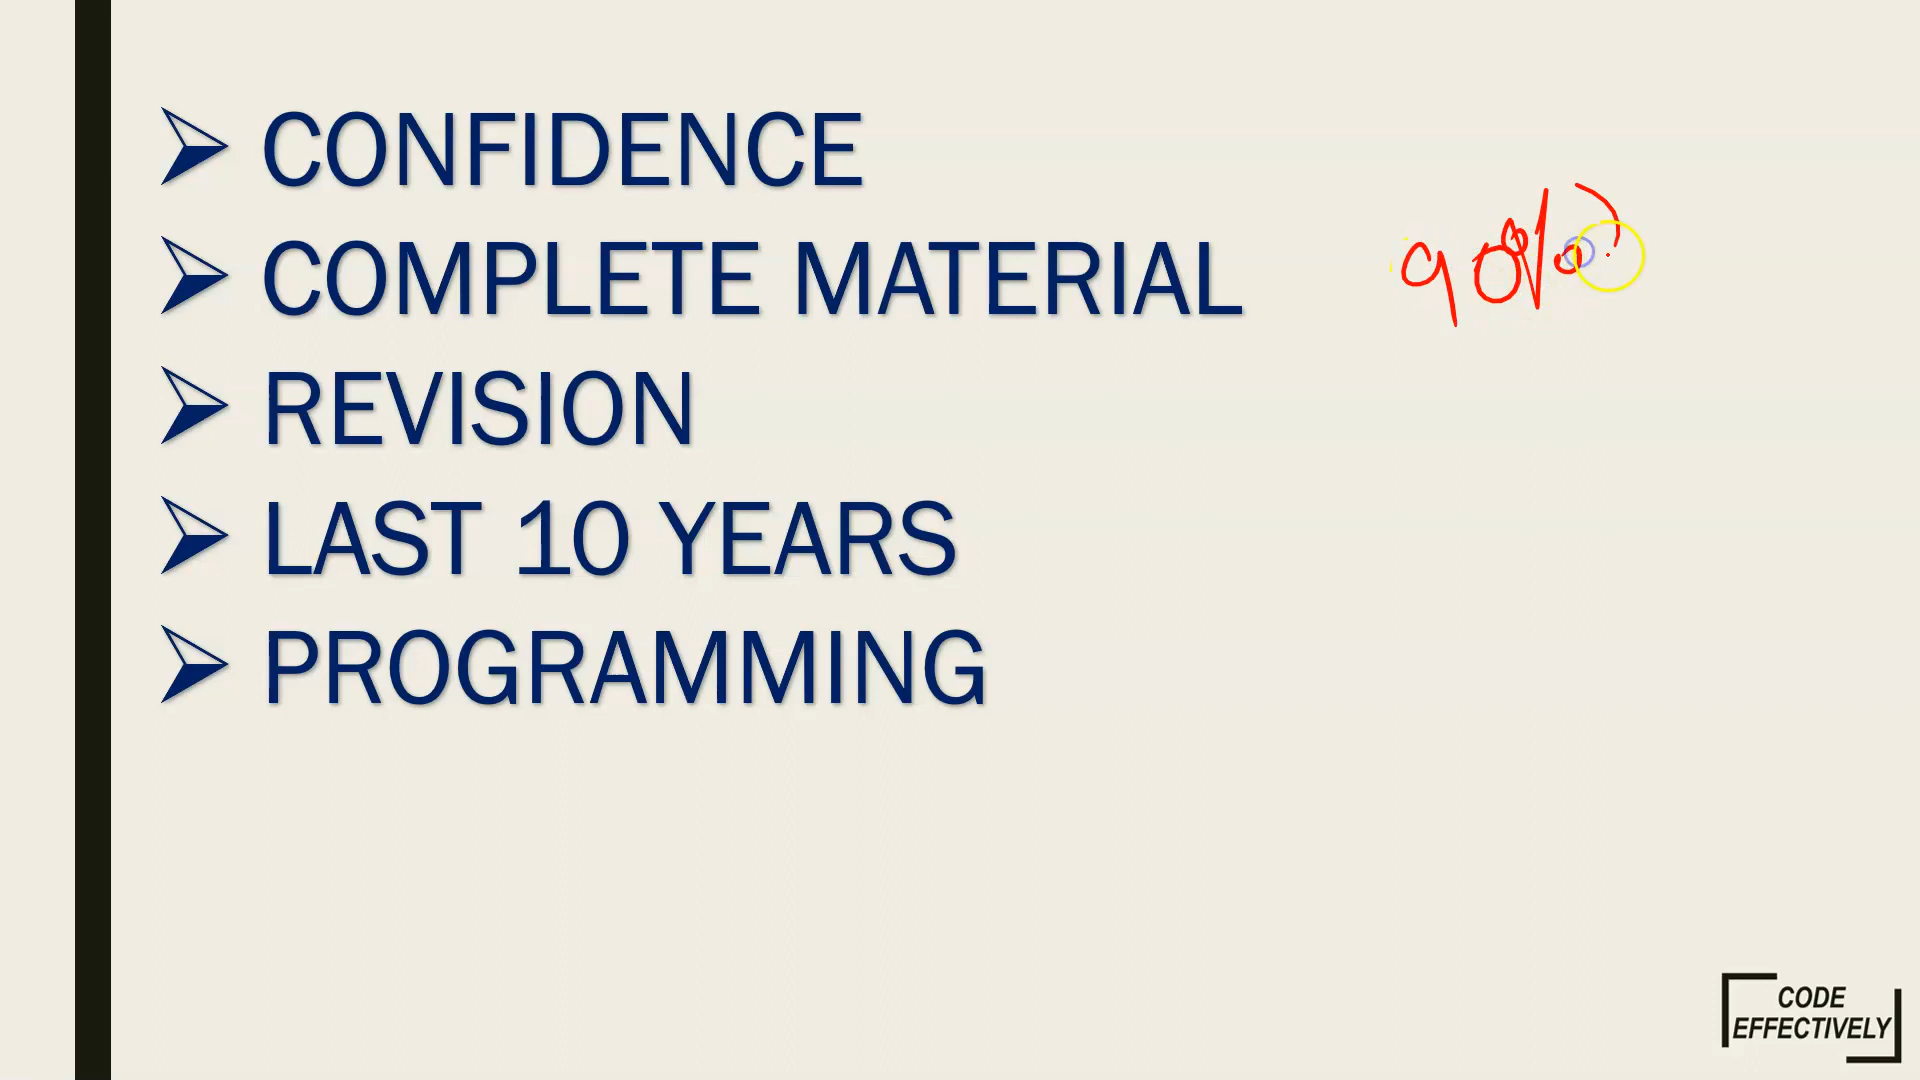 CONFIDENCE
COMPLETE MATERIAL
90%
REVISION
LAST 10 YEARS
PROGRAMMING
CODE
EFFECTIVELY